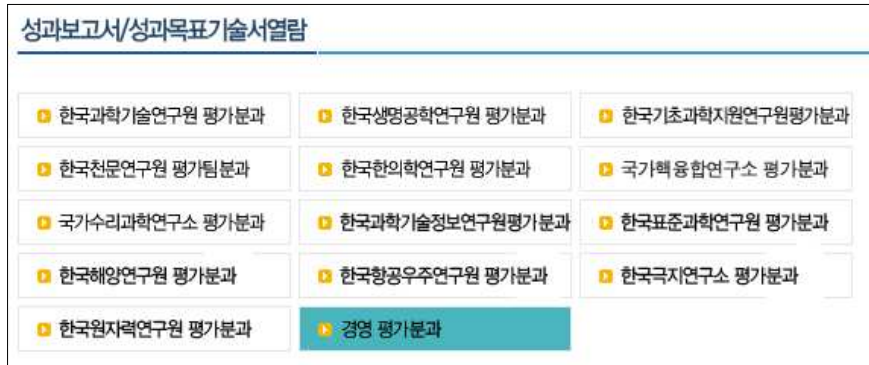 성과보고서/성과목표기술서열람
한국과학기술연구원 평가분과
한국생명공학연구원 평가분과
한국기초과학지원연구원평가분과
한국천문연구원 평가팀분과
한국한의학연구원 평가분과
국가핵융합연구소 평가분과
국가수리과학연구소 평가분과
한국과학기술정보연구원평가분과
한국표준과학연구원 평가분과
한국해양연구원 평가분과
한국항공우주연구원 평가분과
한국극지연구소 평가분과
한국원자력연구원 평가분과
경영 평가분과